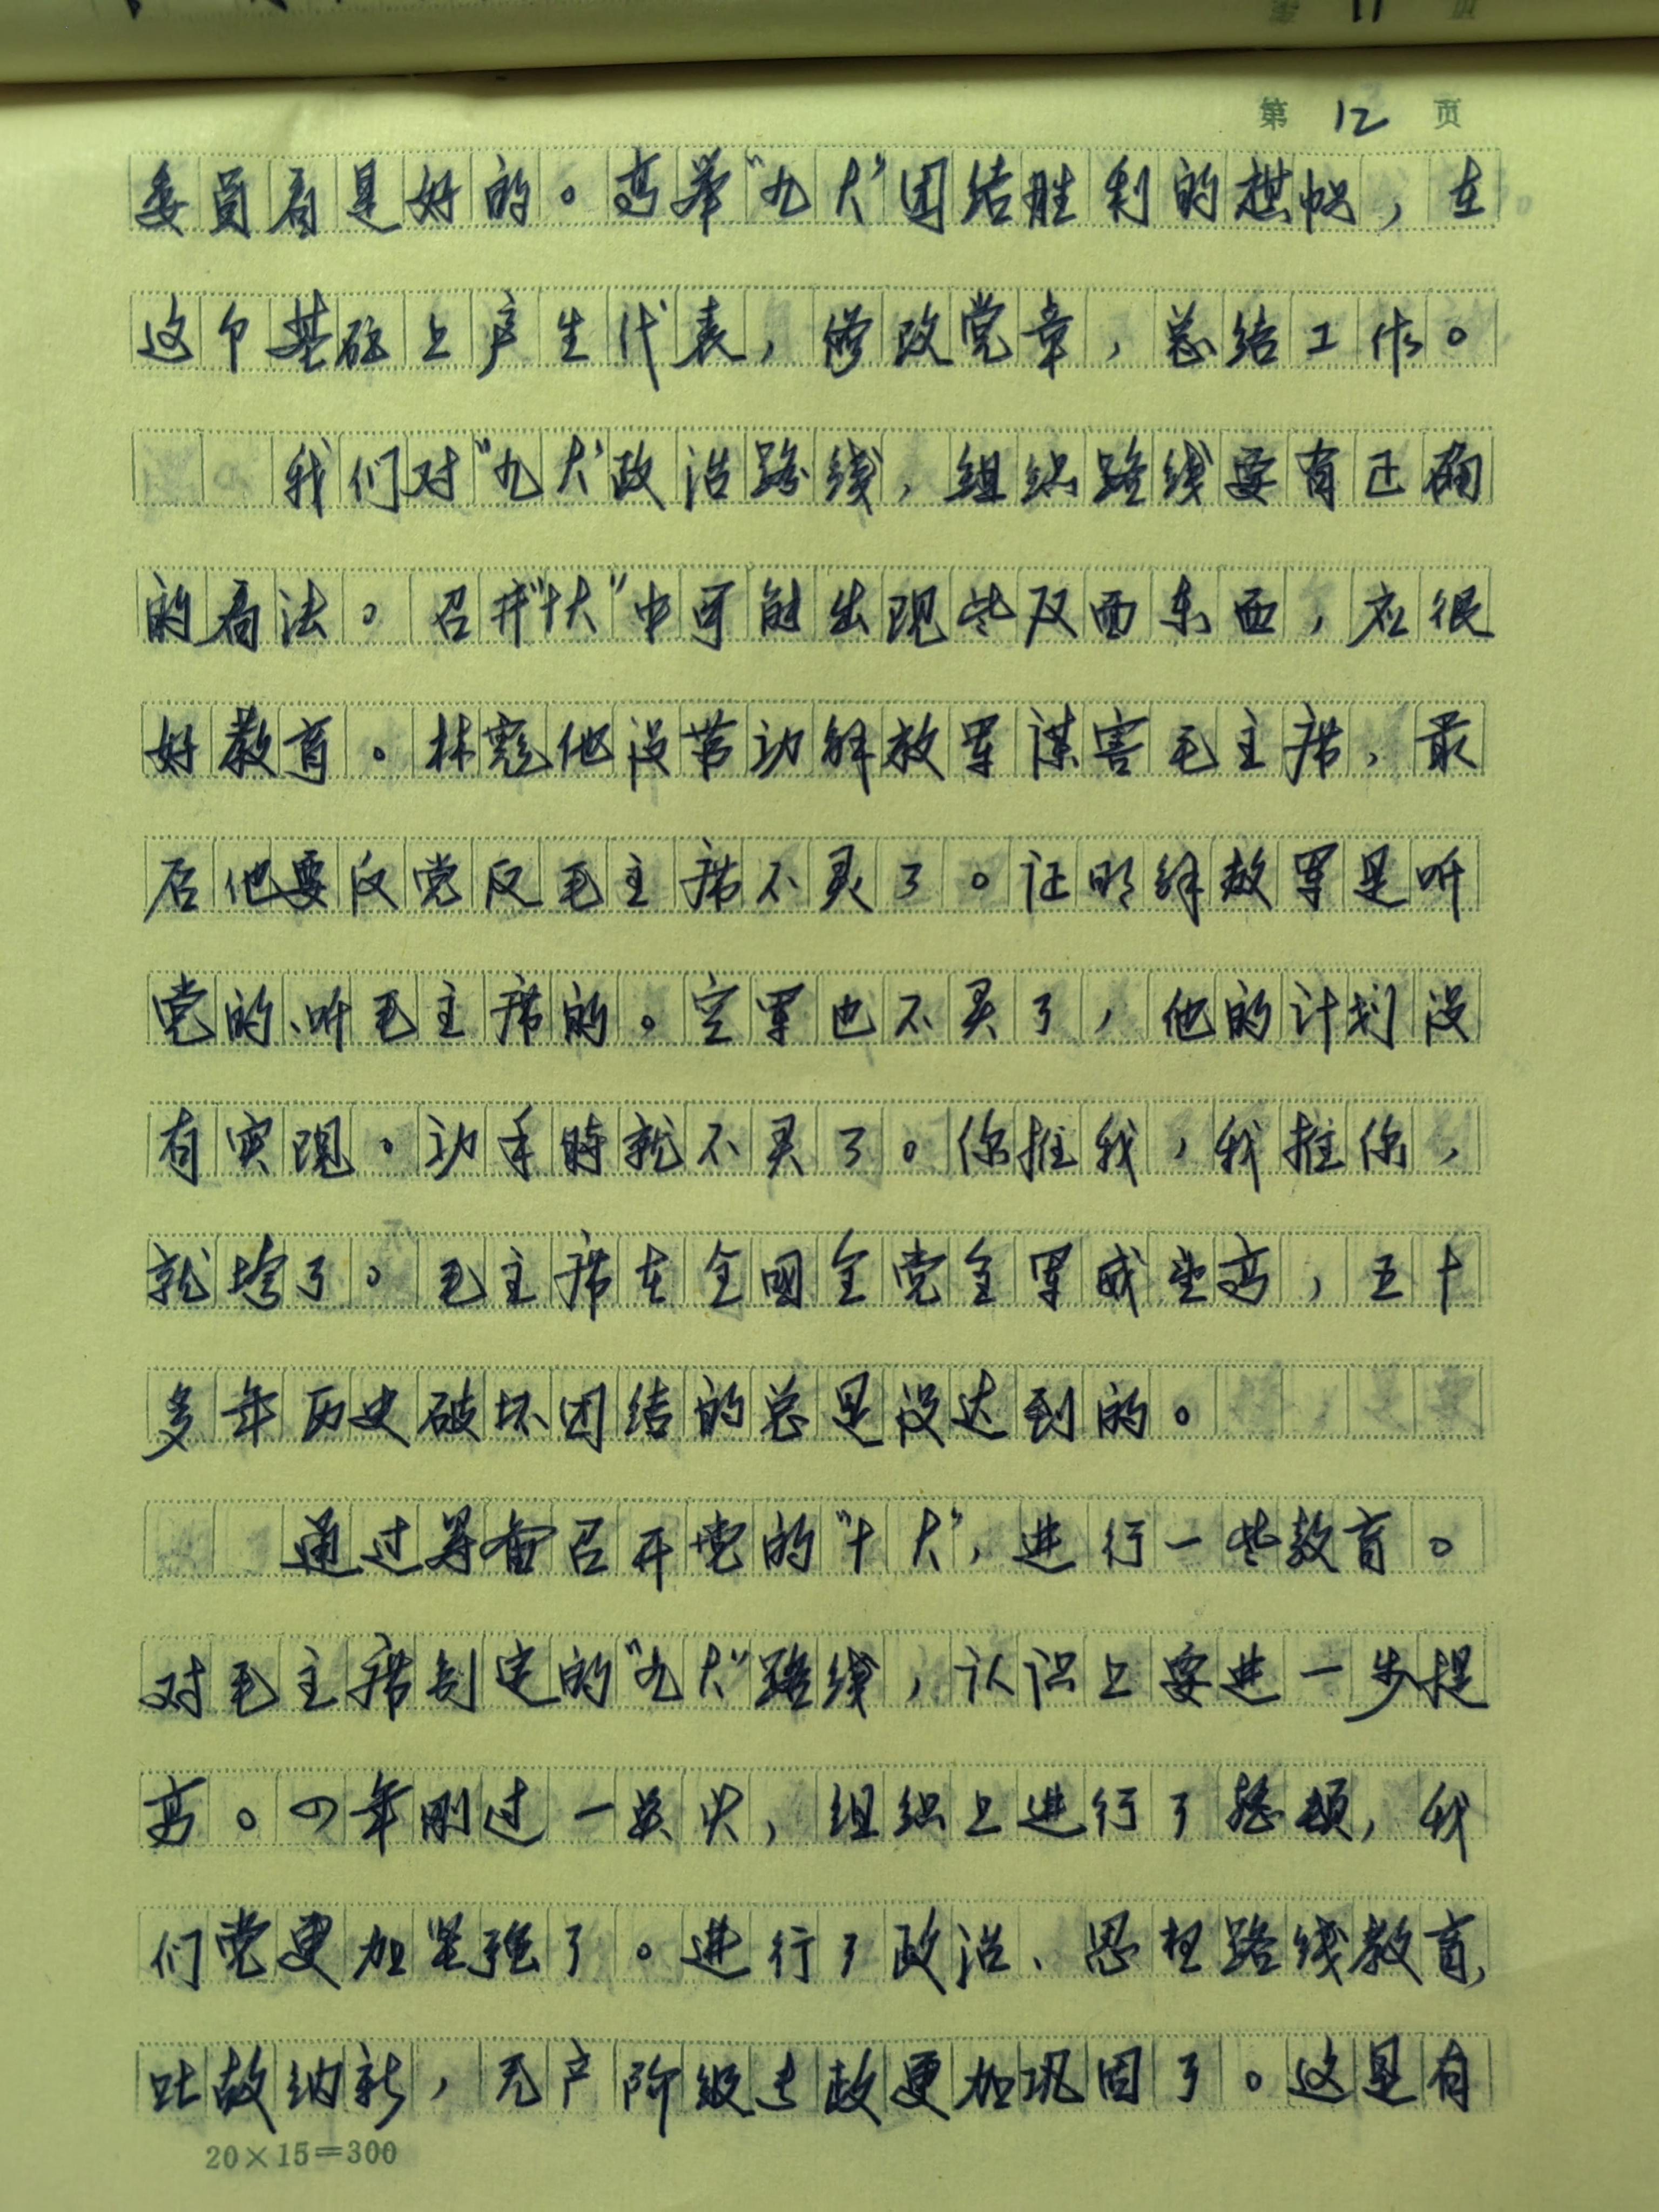 第 12 页
委员看是好的。高举“九大”团结胜利的旗帜，在
这个基础上产生代表，修改党章，总结工作。
我们对“九大”政治路线，组织路线要有正确
的看法。召开“十大”中可能出现些反面东西，应很
好教育。林彪他没带动解放军谋害毛主席，最
后他要反党反毛主席不灵了。证明解放军是听
党的、听毛主席的。空军也不灵了，他的计划没
有实现。动手时就不灵了。你推我，我推你，
就垮了。毛主席在全國全党全军威望高，五十
多年历史破坏团结的总是没达到的。
通过筹备召开党的“十大”，进行一些教育。
对毛主席制定的“九大”路线，认识上要进一步提
高。四年刚过一点火，组织上进行了整顿，我
们党更加坚强了。进行了政治、思想路线教育，
吐故纳新，无产阶级专政更加巩固了。这是有
20×15=300